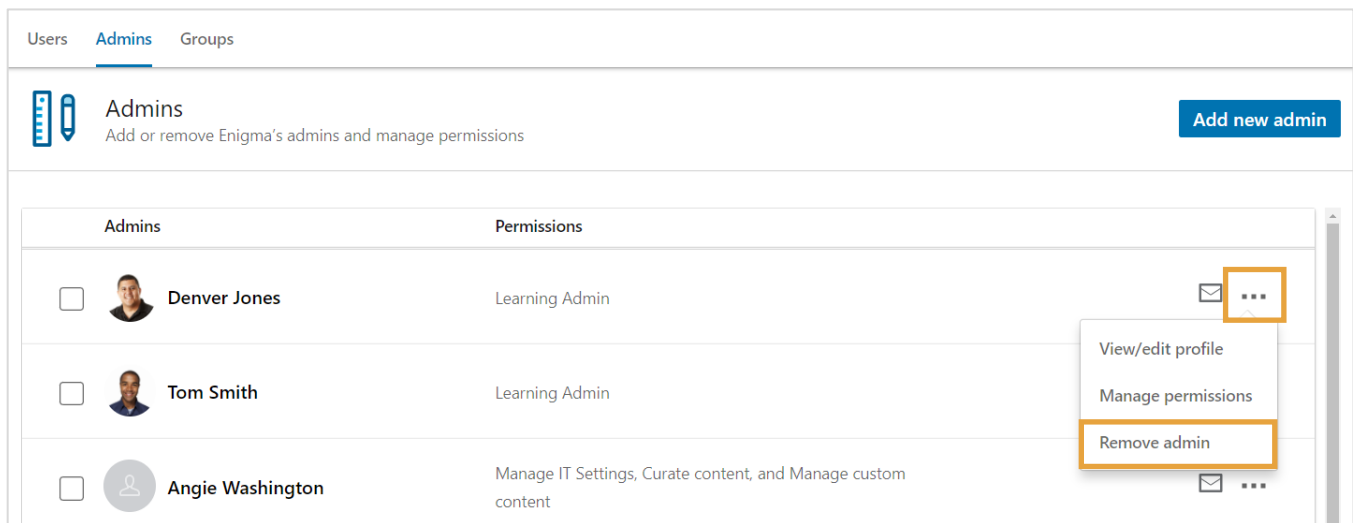 Users Admins Groups
Admins
Add or remove Enigma's admins and manage permissions
Add new admin
Admins Permissions
Denver Jones Learning Admin
View/edit profile
Tom Smith Learning Admin
Manage permissions
Remove admin
Angie Washington Manage IT Settings, Curate content, and Manage custom
content